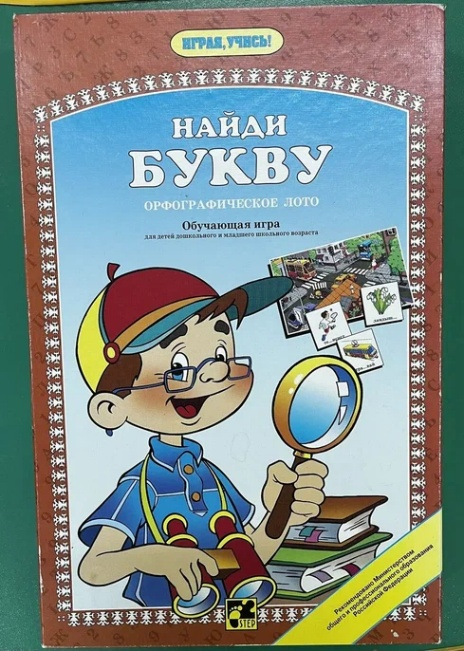 ИГРАЯ, УЧИСЬ!
НАЙДИ
БУКВУ
ОРФОГРАФИЧЕСКОЕ ЛОТО
Обучающая игра
для детей дошкольного и младшего школьного возраста
Рекомендовано Министерством
общего и профессионального образования
Российской Федерации
STEP